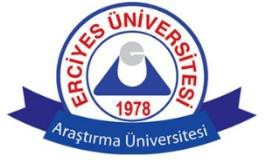 ERCİYES ÜNİVERSİTESİ
1978
Araştırma Üniversitesi